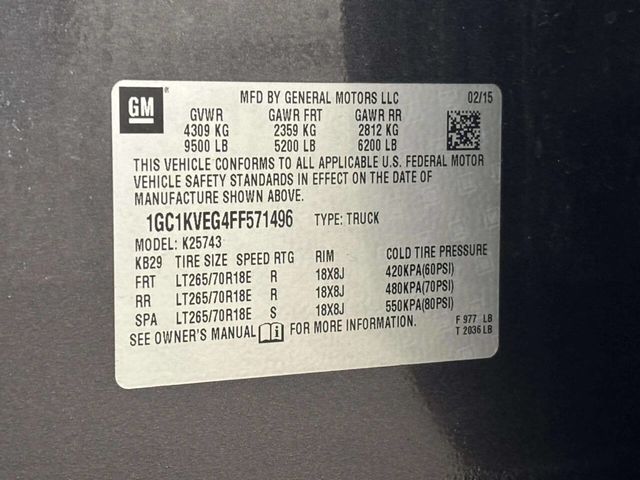 GM ® MFD BY GENERAL MOTORS LLC 02/15
GVWR GAWR FRT GAWR RR
4309 KG 2359 KG 2812 KG
9500 LB 5200 LB 6200 LB
THIS VEHICLE CONFORMS TO ALL APPLICABLE U.S. FEDERAL MOTOR
VEHICLE SAFETY STANDARDS IN EFFECT ON THE DATE OF
MANUFACTURE SHOWN ABOVE.
1GC1KVEG4FF571496 TYPE: TRUCK
MODEL: K25743
KB29 TIRE SIZE SPEED RTG RIM COLD TIRE PRESSURE
FRT LT265/70R18E R 18X8J 420KPA(60PSI)
RR LT265/70R18E R 18X8J 480KPA(70PSI)
SPA LT265/70R18E S 18X8J 550KPA(80PSI)
SEE OWNER'S MANUAL i FOR MORE INFORMATION.
F 977 LB
T 2036 LB